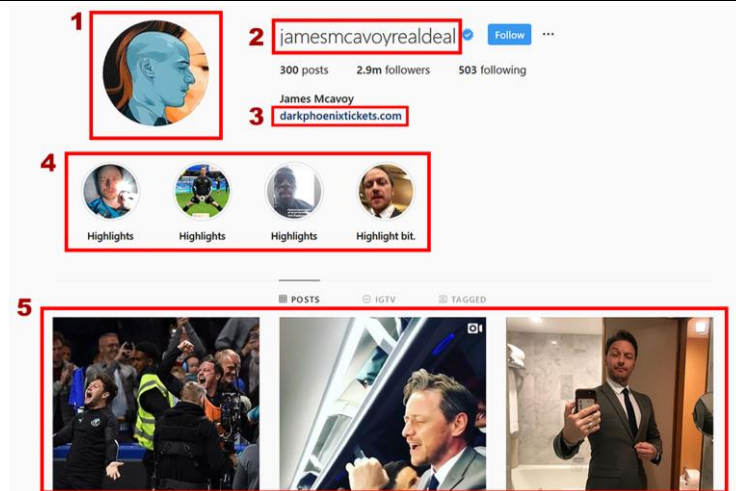 1
2 jamesmcavoyrealdeal Follow
300 posts 2.9m followers 503 following
James Mcavoy
3 darkphoenixtickets.com
4
Highlights Highlights Highlights Highlight bit.
POSTS IGTV TAGGED
5